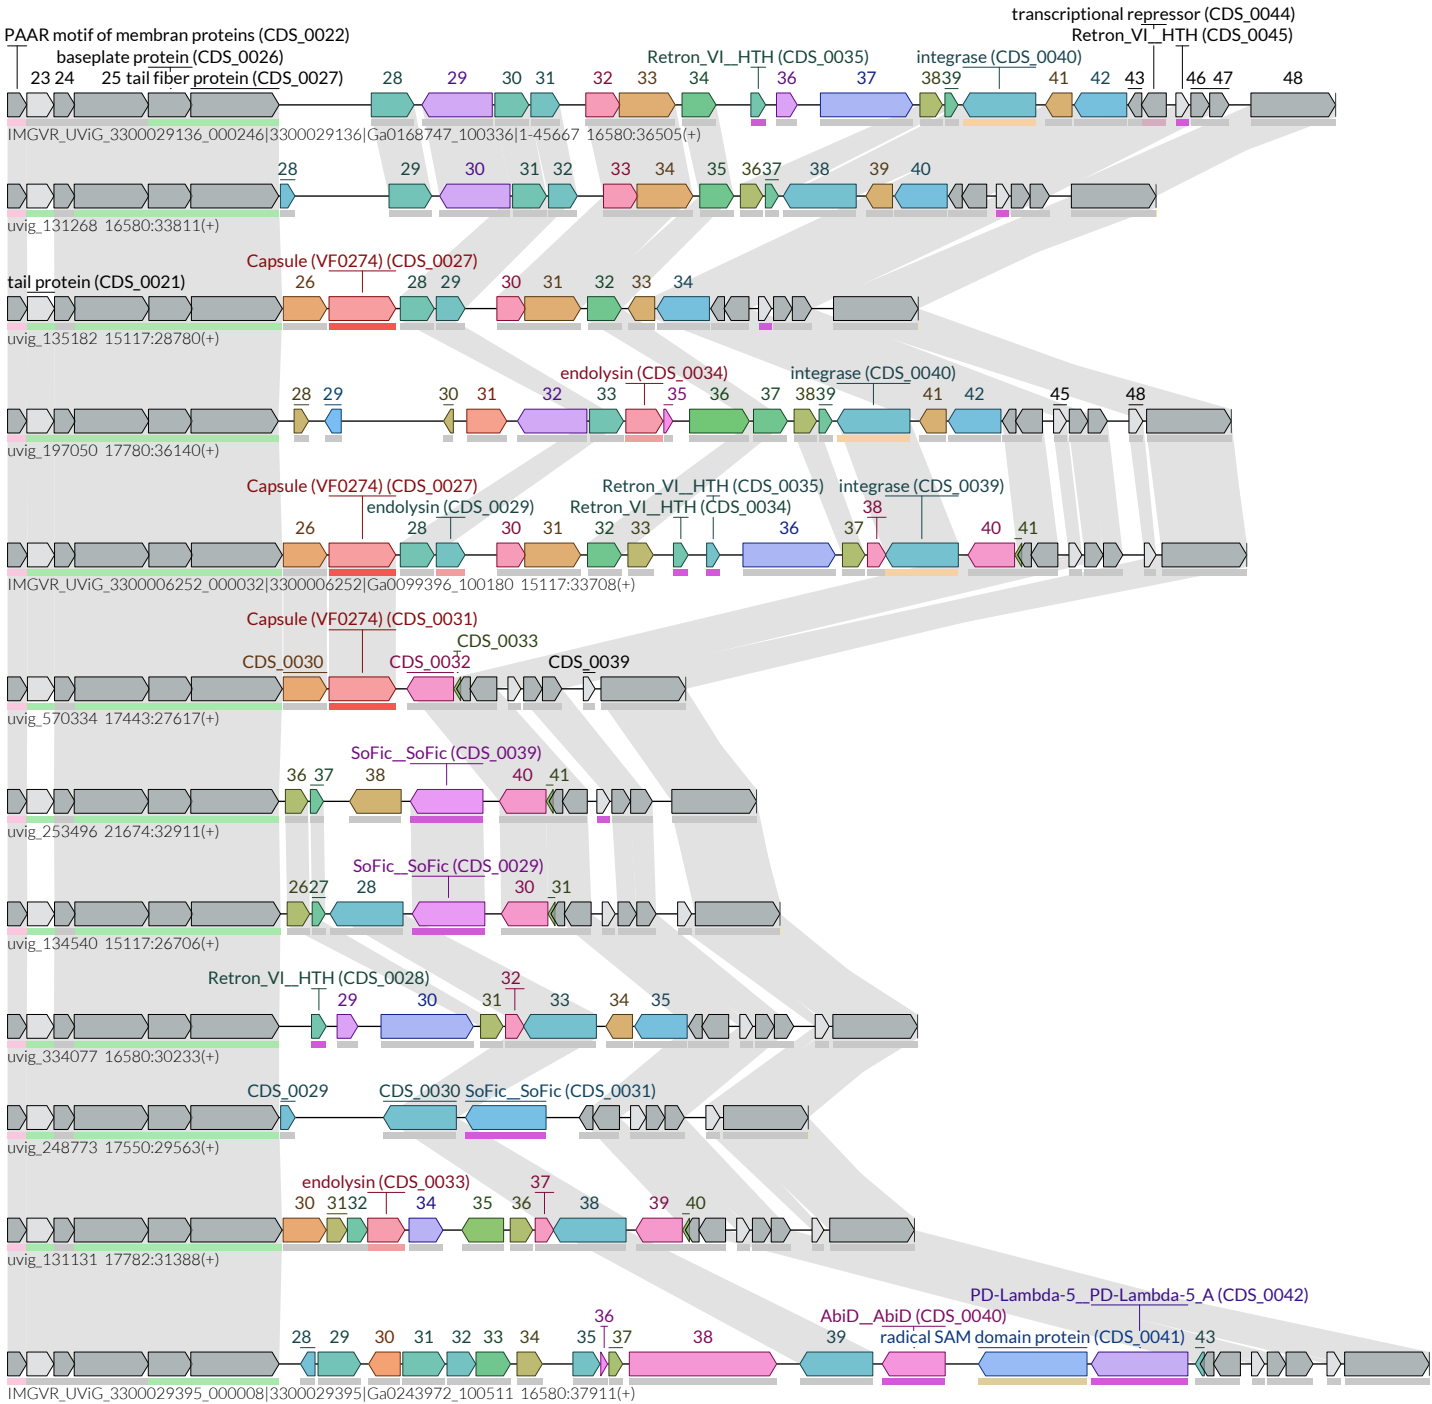 transcriptional repressor (CDS_0044)
PAAR motif of membran proteins (CDS_0022) Retron_VI__HTH (CDS_0045)
baseplate protein (CDS_0026) Retron_VI__HTH (CDS_0035) integrase (CDS_0040)
23 24 25 tail fiber protein (CDS_0027) 28 29 30 31 32 33 34 36 37 38 39 41 42 43 46 47 48
IMGVR_UViG_3300029136_000246|3300029136|Ga0168747_100336|1-45667 16580:36505(+)
28 29 30 31 32 33 34 35 36 37 38 39 40
uvig_131268 16580:33811(+)
Capsule (VF0274) (CDS_0027)
tail protein (CDS_0021) 26 28 29 30 31 32 33 34
uvig_135182 15117:28780(+)
endolysin (CDS_0034) integrase (CDS_0040)
28 29 30 31 32 33 35 36 37 38 39 41 42 45 48
uvig_197050 17780:36140(+)
Capsule (VF0274) (CDS_0027) Retron_VI__HTH (CDS_0035) integrase (CDS_0039)
endolysin (CDS_0029) Retron_VI__HTH (CDS_0034) 38
26 28 30 31 32 33 36 37 40 41
IMGVR_UViG_3300006252_000032|3300006252|Ga0099396_100180 15117:33708(+)
Capsule (VF0274) (CDS_0031)
CDS_0033
CDS_0030 CDS_0032 CDS_0039
uvig_570334 17443:27617(+)
SoFic__SoFic (CDS_0039)
36 37 38 40 41
uvig_253496 21674:32911(+)
SoFic__SoFic (CDS_0029)
26 27 28 30 31
uvig_134540 15117:26706(+)
Retron_VI__HTH (CDS_0028) 32
29 30 31 33 34 35
uvig_334077 16580:30233(+)
CDS_0029 CDS_0030 SoFic__SoFic (CDS_0031)
uvig_248773 17550:29563(+)
endolysin (CDS_0033) 37
30 31 32 34 35 36 38 39 40
uvig_131131 17782:31388(+)
PD-Lambda-5__PD-Lambda-5_A (CDS_0042)
36 AbiD__AbiD (CDS_0040)
28 29 30 31 32 33 34 35 37 38 39 radical SAM domain protein (CDS_0041) 43
IMGVR_UViG_3300029395_000008|3300029395|Ga0243972_100511 16580:37911(+)